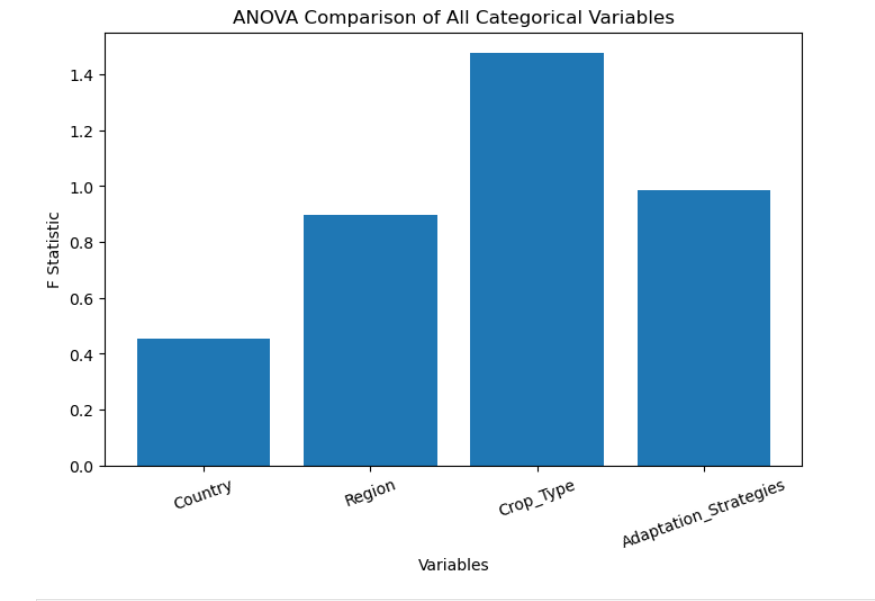 ANOVA Comparison of All Categorical Variables
1.4
1.2
1.0
0.8
0.6
0.4
0.2
0.0
F Statistic
Country
Region
Crop_Type
Adaptation_Strategies
Variables